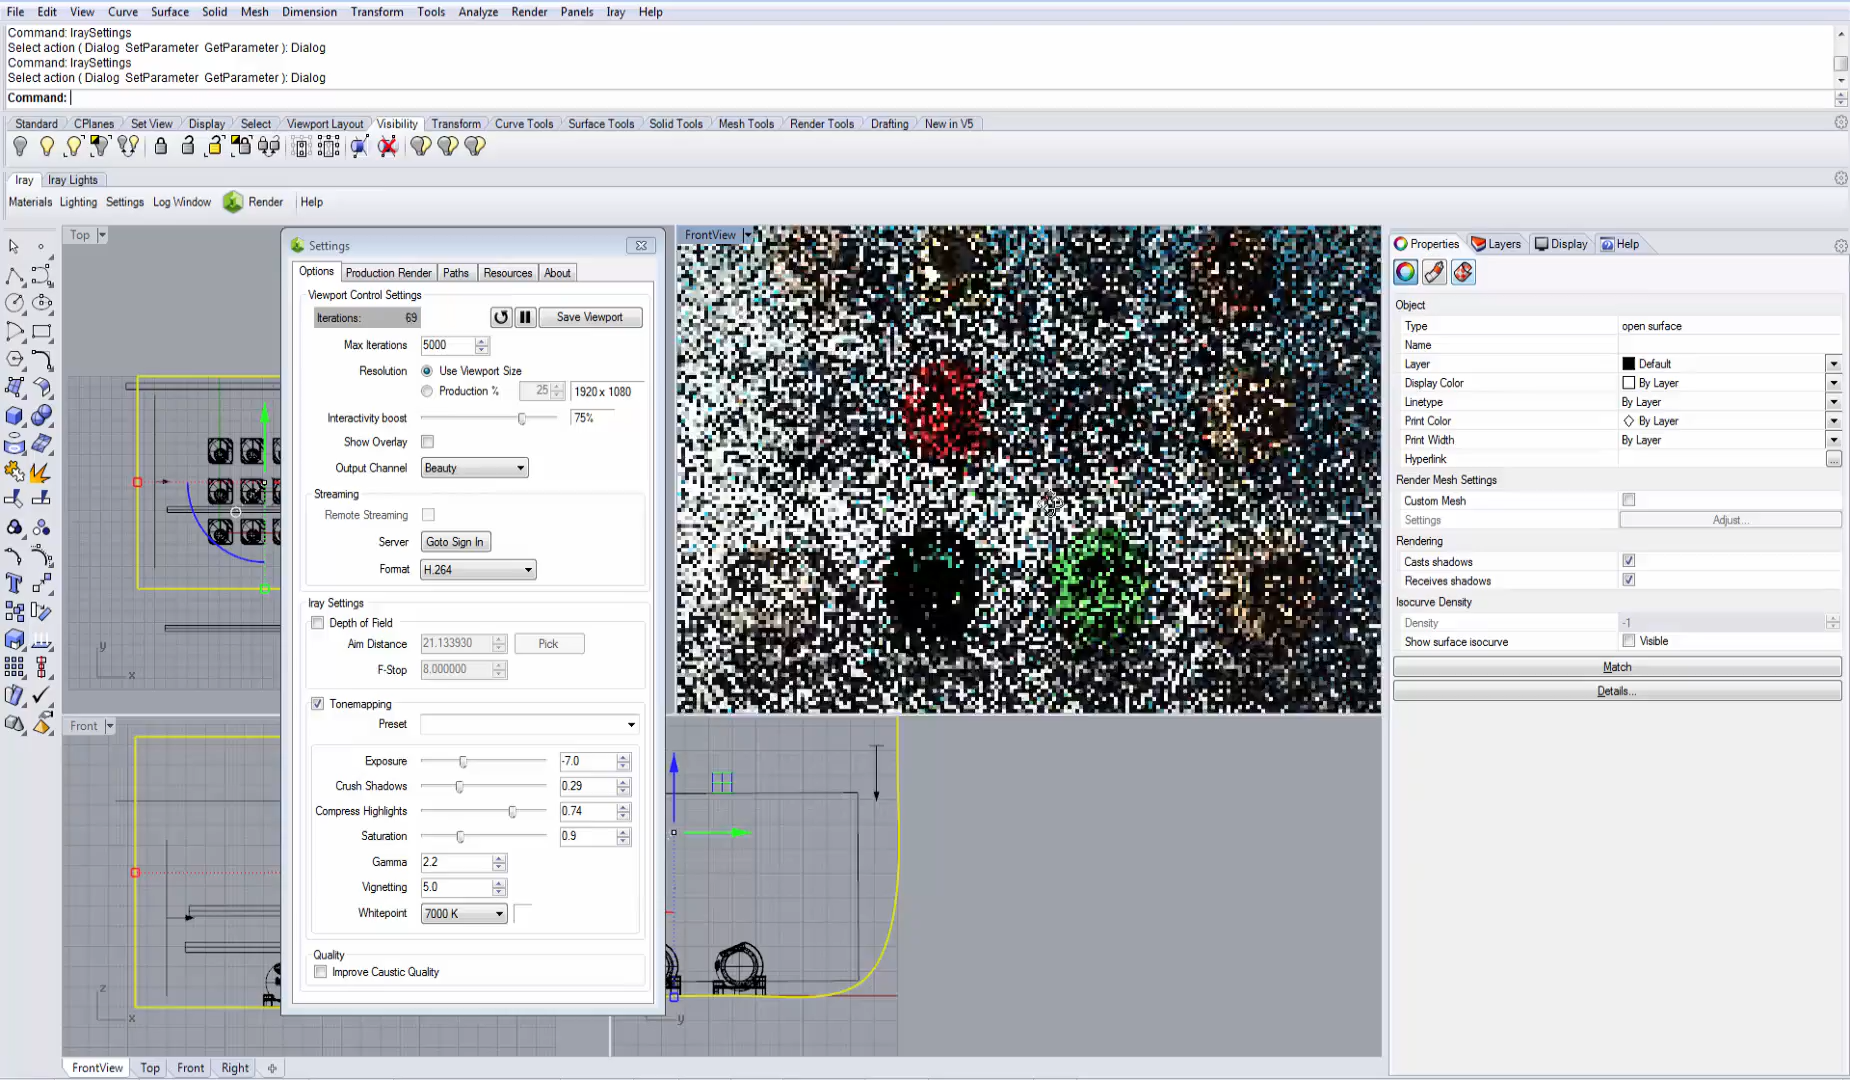 File Edit View Curve Surface Solid Mesh Dimension Transform Tools Analyze Render Panels Iray Help
Command: IraySettings
Select action ( Dialog SetParameter GetParameter ): Dialog
Command: IraySettings
Select action ( Dialog SetParameter GetParameter ): Dialog
Command:
Standard CPlanes Set View Display Select Viewport Layout Visibility Transform Curve Tools Surface Tools Solid Tools Mesh Tools Render Tools Drafting New in V5
Iray Iray Lights
Materials Lighting Settings Log Window Render Help
Top
Settings
Options Production Render Paths Resources About
Viewport Control Settings
Iterations: 69 Save Viewport
Max Iterations 5000
Resolution Use Viewport Size
Production % 25 1920 x 1080
Interactivity boost 75%
Show Overlay
Output Channel Beauty
Streaming
Remote Streaming
Server Goto Sign In
Format H.264
Iray Settings
Depth of Field
Aim Distance 21.133930 Pick
F-Stop 8.000000
Tonemapping
Preset
Exposure -7.0
Crush Shadows 0.29
Compress Highlights 0.74
Saturation 0.9
Gamma 2.2
Vignetting 5.0
Whitepoint 7000 K
Quality
Improve Caustic Quality
FrontView
Properties Layers Display Help
Object
Type open surface
Name
Layer Default
Display Color By Layer
Linetype By Layer
Print Color By Layer
Print Width By Layer
Hyperlink ...
Render Mesh Settings
Custom Mesh
Settings Adjust...
Rendering
Casts shadows
Receives shadows
Isocurve Density
Density -1
Show surface isocurve Visible
Match
Details...
y
x
Front
z
x
y
FrontView Top Front Right